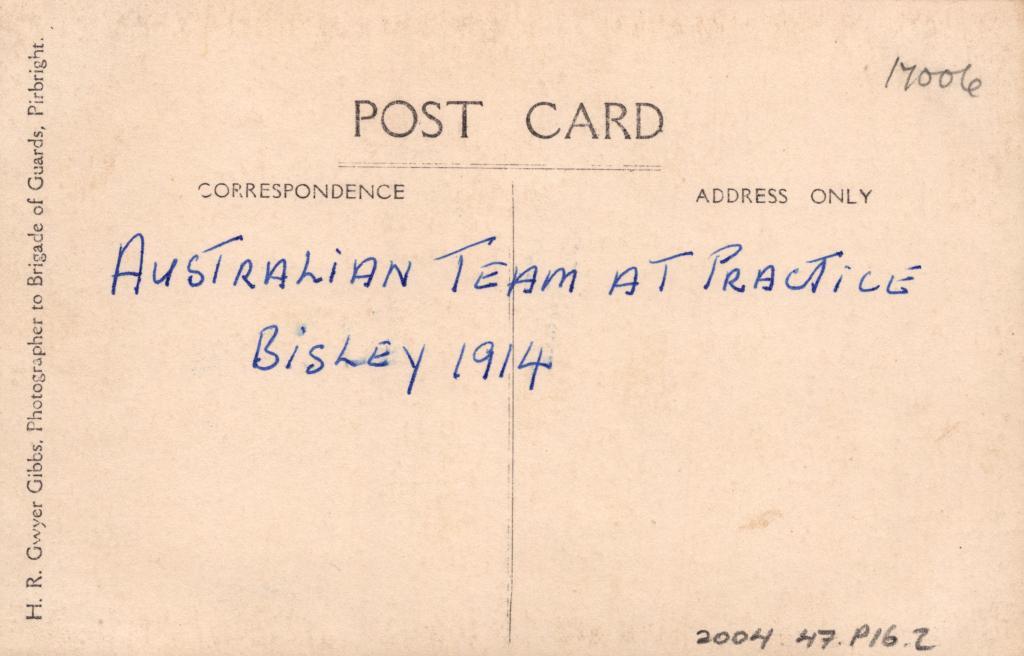 17006
POST CARD
CORRESPONDENCE
ADDRESS ONLY
AUSTRALIAN TEAM AT PRACTICE
BISLEY 1914
H. R. Gwyer Gibbs, Photographer to Brigade of Guards, Pirbright.
2004 47.P16.2